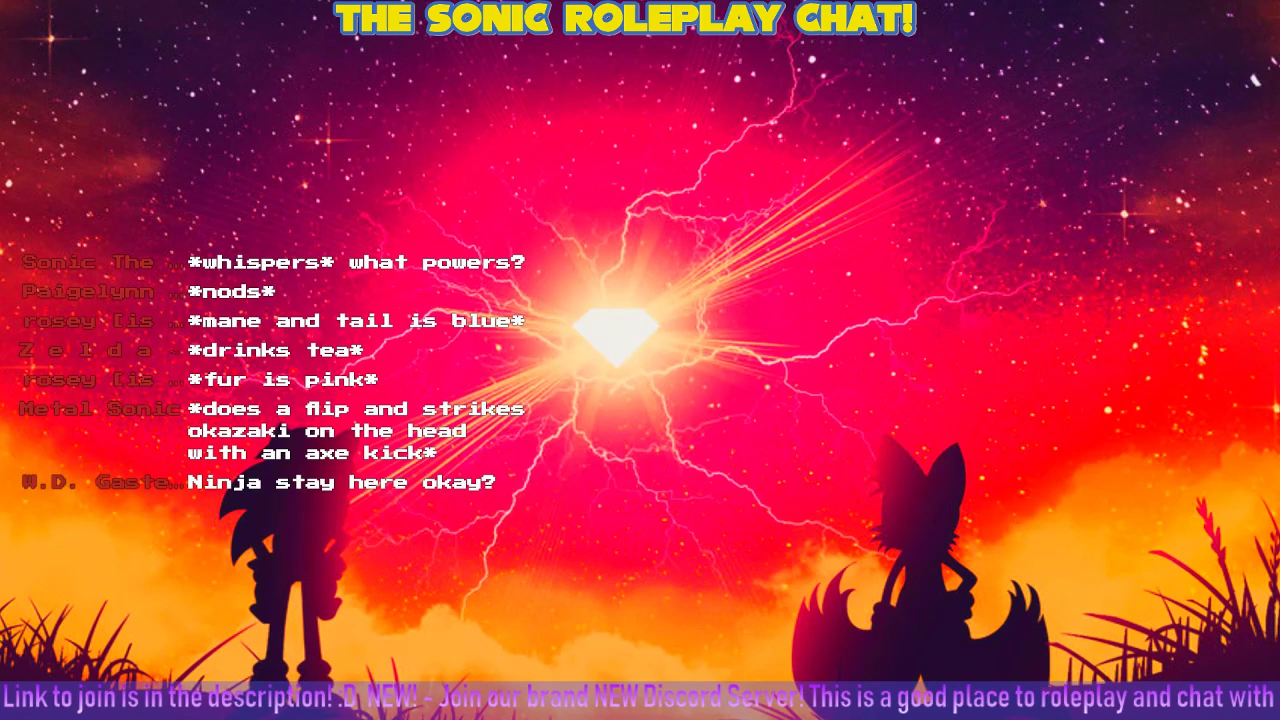 THE SONIC ROLEPLAY CHAT!
Sonic The ... *whispers* what powers?
Paigelynn ... *nods*
rosey [is ... *mane and tail is blue*
Z e l d a - *drinks tea*
rosey [is ... *fur is pink*
Metal Sonic *does a flip and strikes
okazaki on the head
with an axe kick*
W.D. Gaste... Ninja stay here okay?
Link to join is in the description! :D NEW! - Join our brand NEW Discord Server! This is a good place to roleplay and chat with